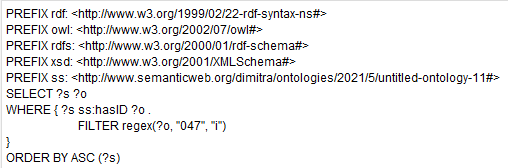 PREFIX rdf: <http://www.w3.org/1999/02/22-rdf-syntax-ns#>
PREFIX owl: <http://www.w3.org/2002/07/owl#>
PREFIX rdfs: <http://www.w3.org/2000/01/rdf-schema#>
PREFIX xsd: <http://www.w3.org/2001/XMLSchema#>
PREFIX ss: <http://www.semanticweb.org/dimitra/ontologies/2021/5/untitled-ontology-11#>
SELECT ?s ?o
WHERE { ?s ss:hasID ?o .
FILTER regex(?o, "047", "i")
}
ORDER BY ASC (?s)